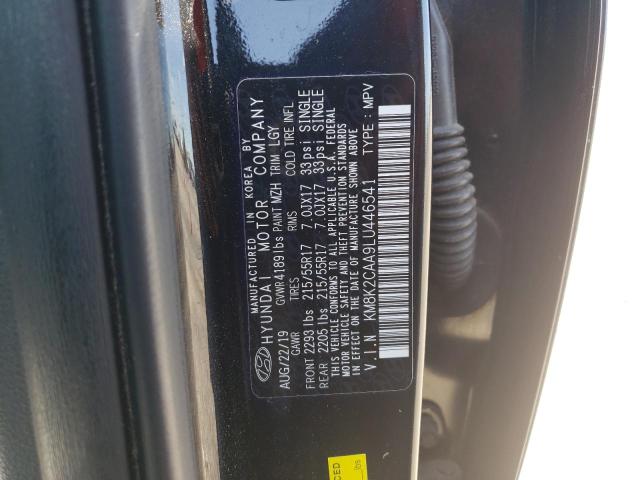 MANUFACTURED IN KOREA BY
HYUNDAI MOTOR COMPANY
AUG/22/19 GVWR 4189 lbs PAINT MZH TRIM LGY
GAWR TIRES RIMS COLD TIRE INFL
FRONT 2293 lbs 215/55R17 7.0JX17 33psi SINGLE
REAR 2205 lbs 215/55R17 7.0JX17 33psi SINGLE
THIS VEHICLE CONFORMS TO ALL APPLICABLE U.S.A. FEDERAL
MOTOR VEHICLE SAFETY AND THEFT PREVENTION STANDARDS
IN EFFECT ON THE DATE OF MANUFACTURE SHOWN ABOVE
V.I.N KM8K2CAA9LU446541 TYPE : MPV
lbs